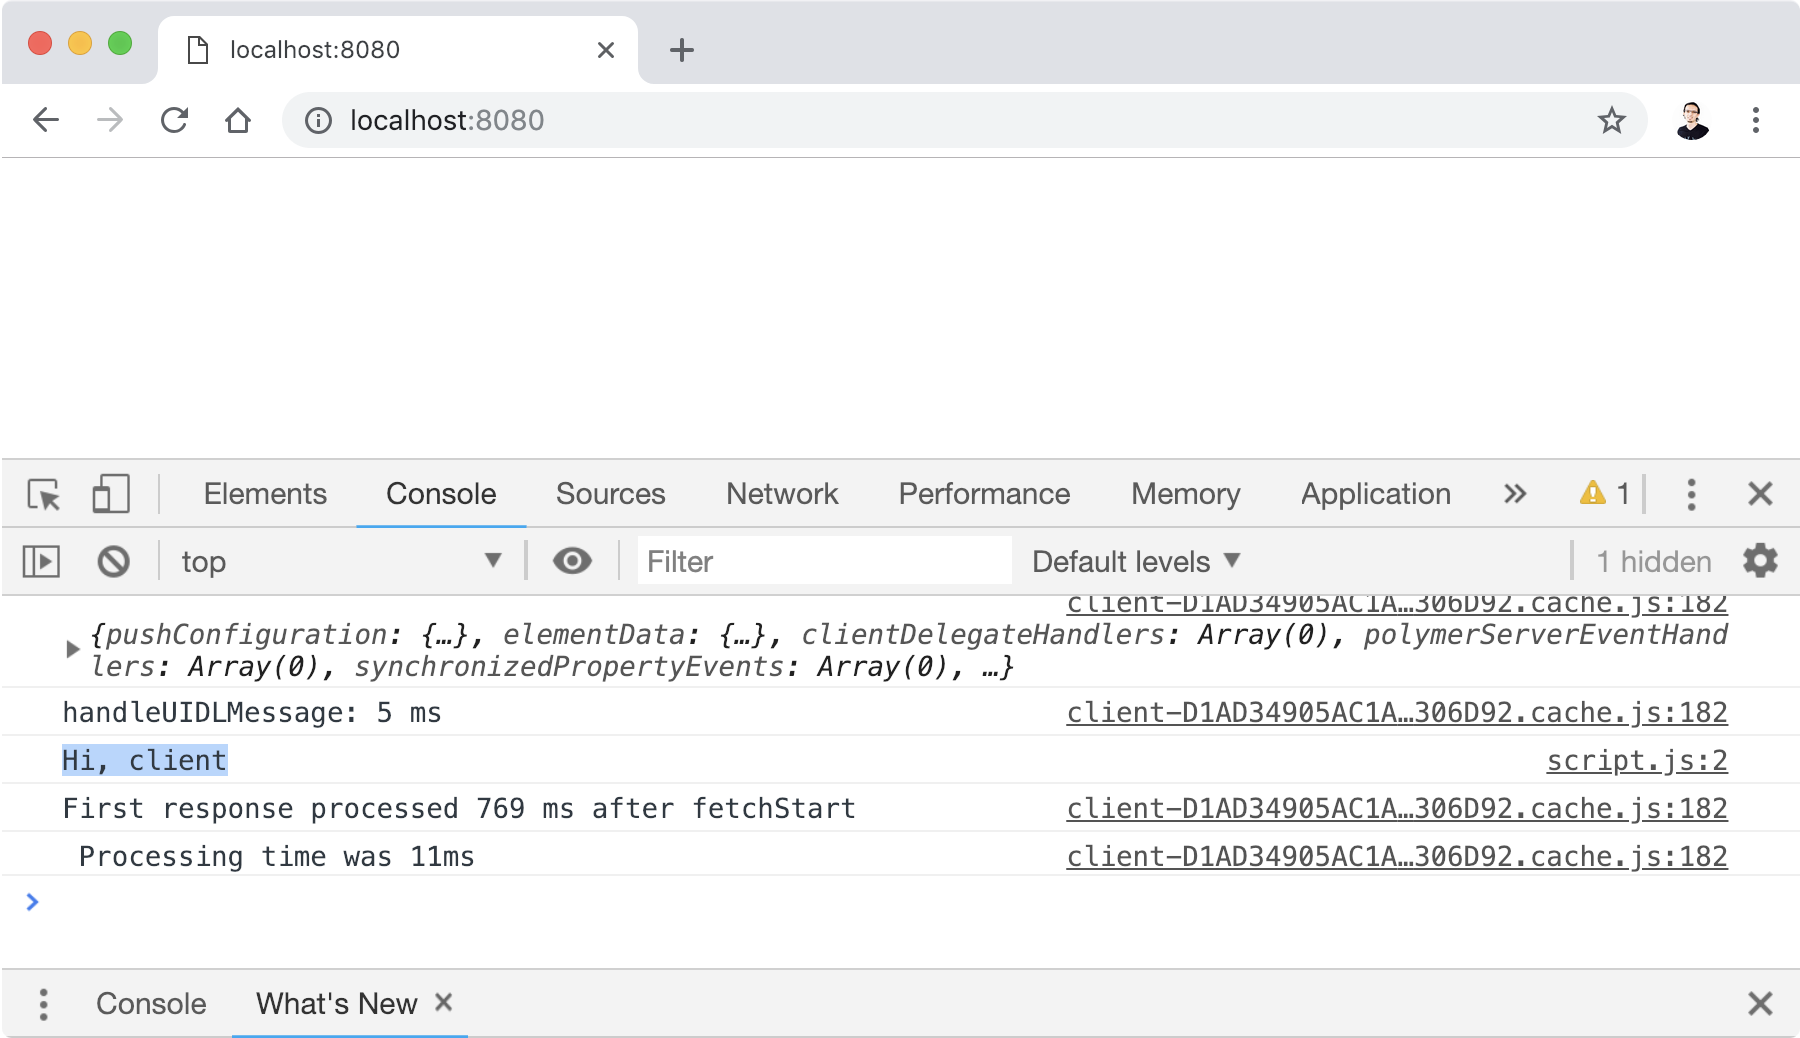 localhost:8080
localhost:8080
Elements Console Sources Network Performance Memory Application 1
top Filter Default levels 1 hidden
client-D1AD34905AC1A…306D92.cache.js:182
{pushConfiguration: {…}, elementData: {…}, clientDelegateHandlers: Array(0), polymerServerEventHand
lers: Array(0), synchronizedPropertyEvents: Array(0), …}
handleUIDLMessage: 5 ms client-D1AD34905AC1A…306D92.cache.js:182
Hi, client script.js:2
First response processed 769 ms after fetchStart client-D1AD34905AC1A…306D92.cache.js:182
Processing time was 11ms client-D1AD34905AC1A…306D92.cache.js:182
Console What's New